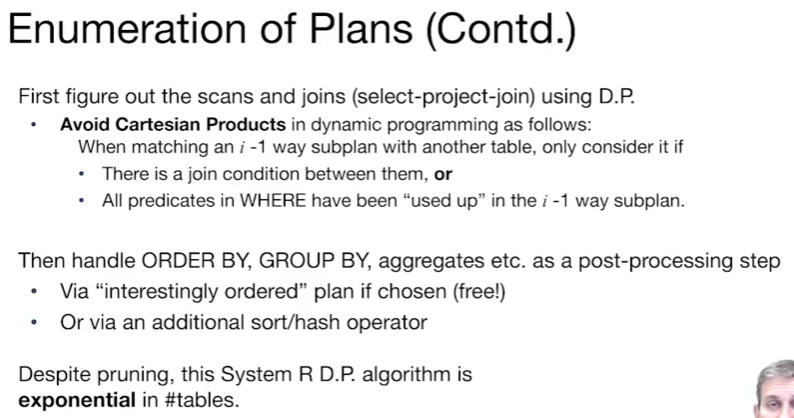 Enumeration of Plans (Contd.)
First figure out the scans and joins (select-project-join) using D.P.
• Avoid Cartesian Products in dynamic programming as follows:
When matching an i -1 way subplan with another table, only consider it if
• There is a join condition between them, or
• All predicates in WHERE have been “used up” in the i -1 way subplan.
Then handle ORDER BY, GROUP BY, aggregates etc. as a post-processing step
• Via “interestingly ordered” plan if chosen (free!)
• Or via an additional sort/hash operator
Despite pruning, this System R D.P. algorithm is
exponential in #tables.